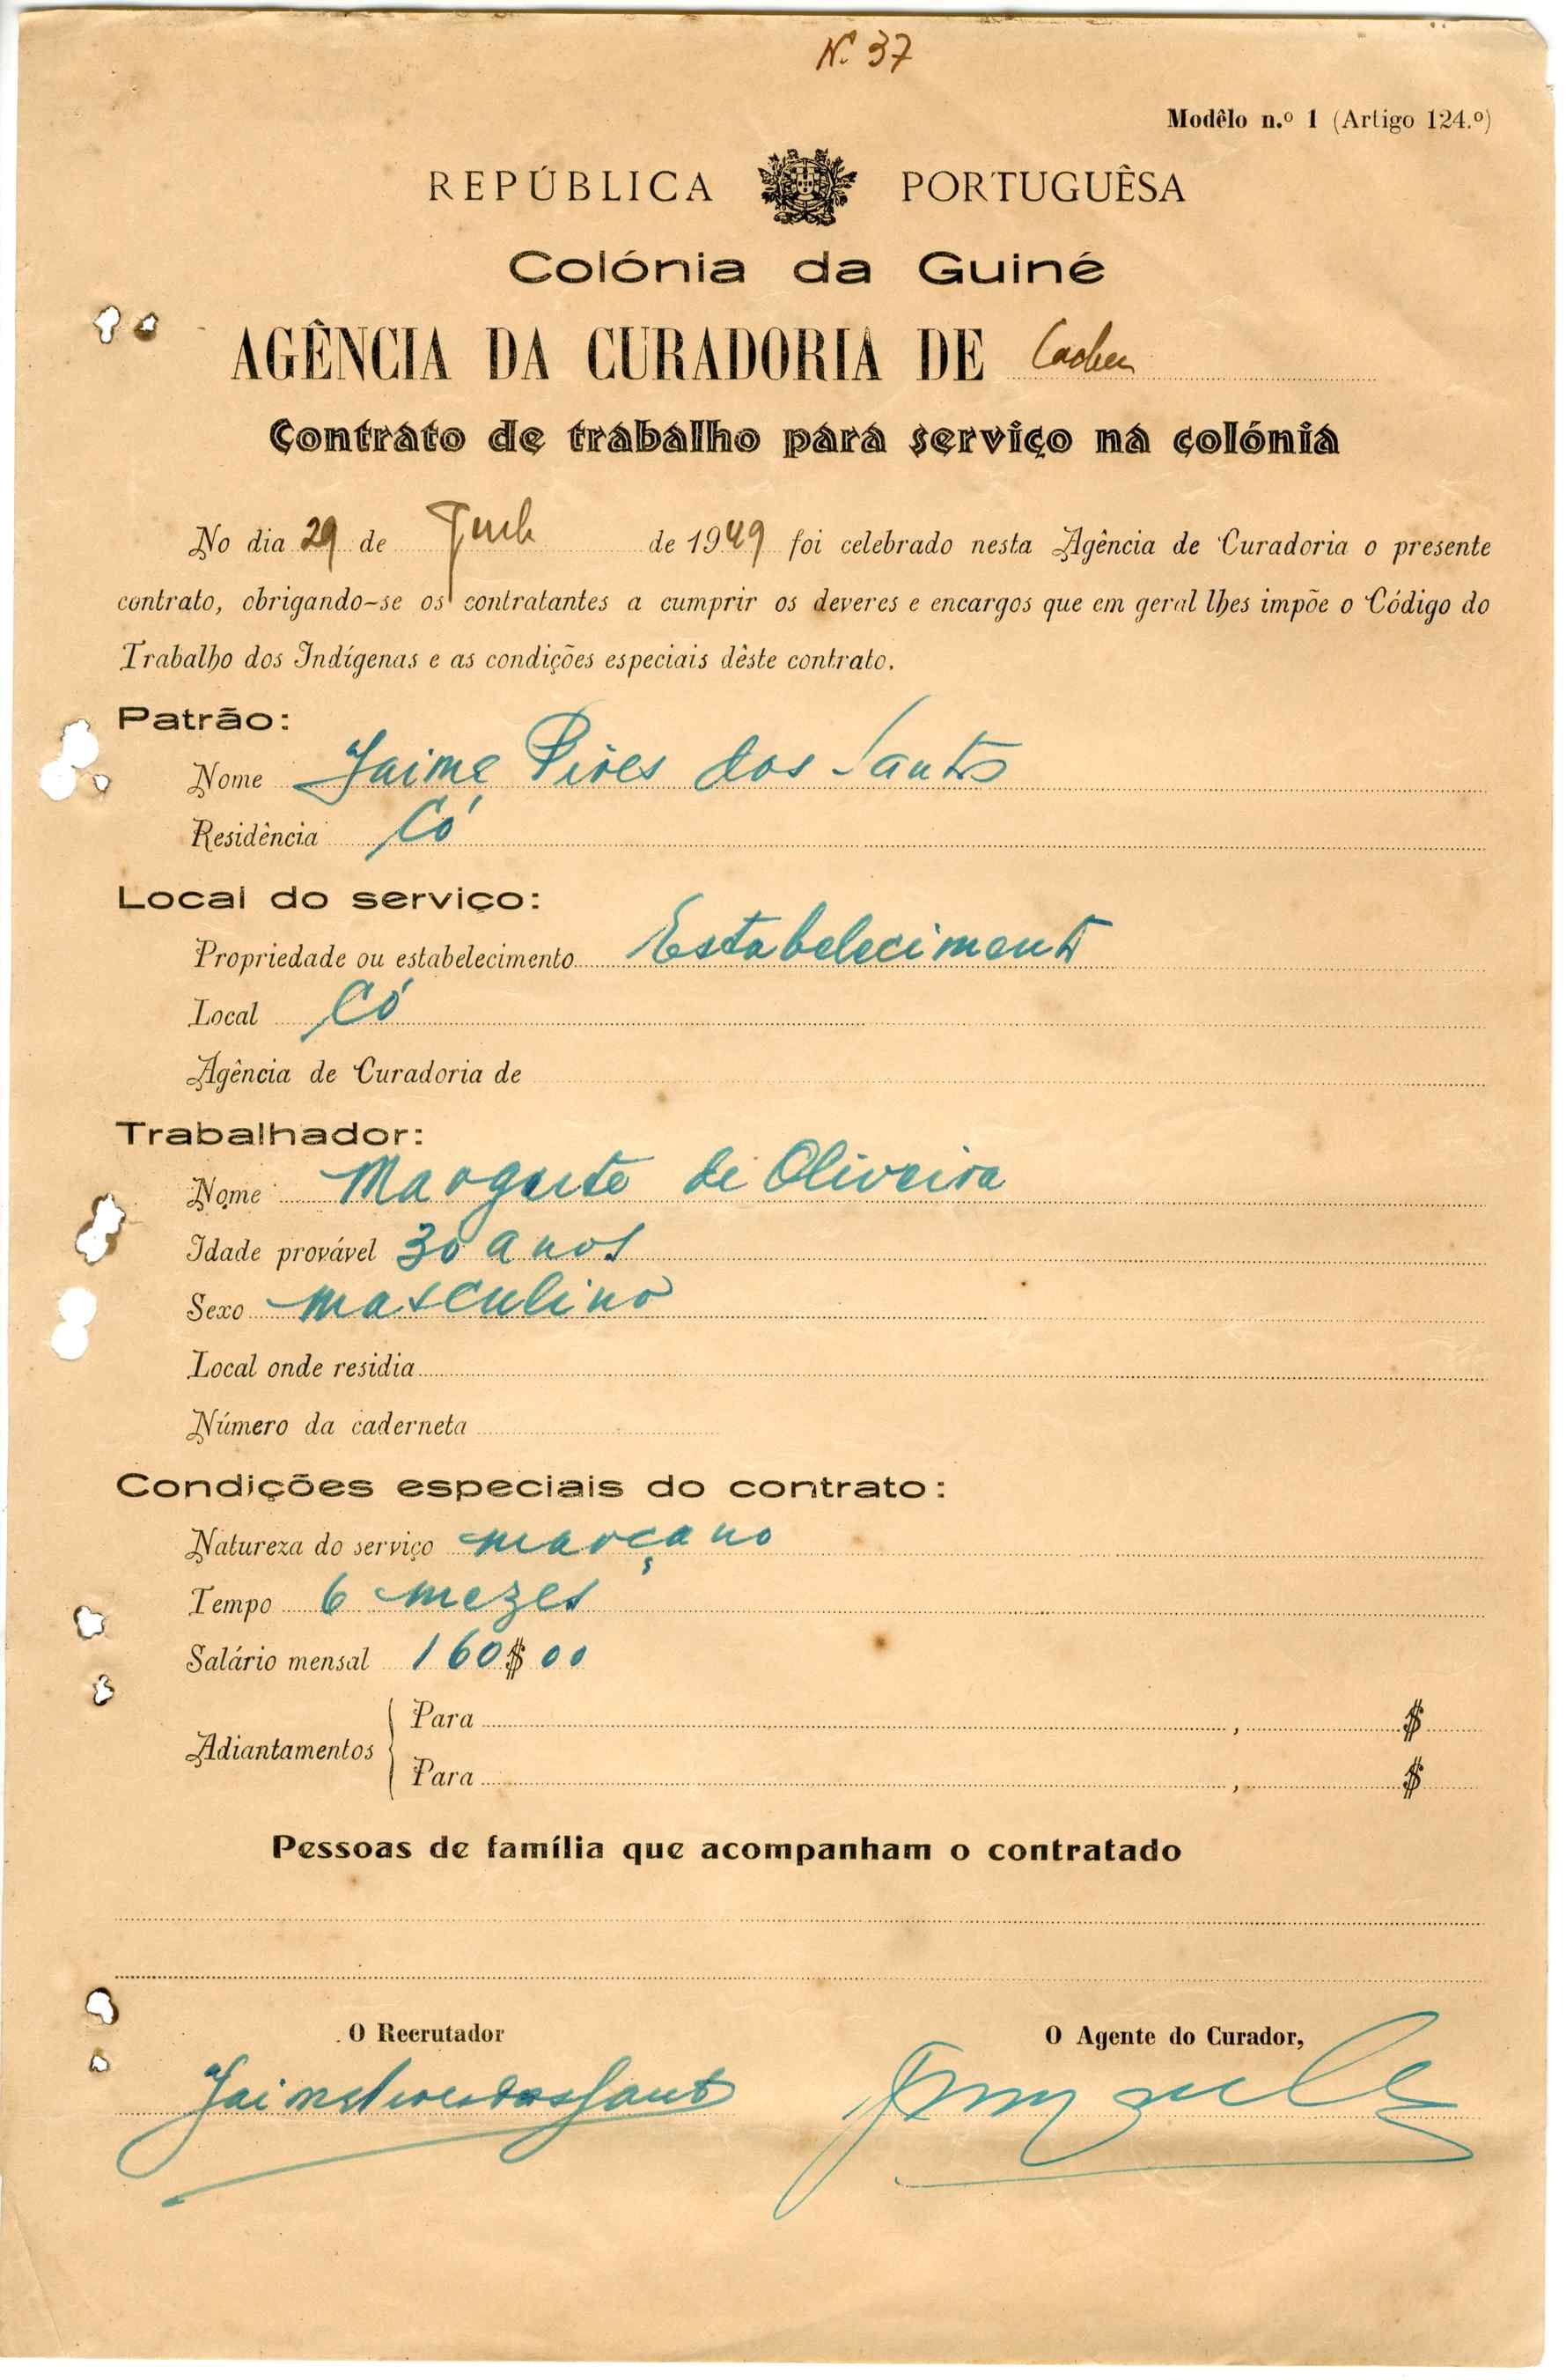 N. 37
Modêlo n.º 1 (Artigo 124.º)
REPÚBLICA PORTUGUÊSA
Colónia da Guiné
AGÊNCIA DA CURADORIA DE Cacheu
Contrato de trabalho para serviço na colónia
No dia 29 de de 1949 foi celebrado nesta Agência de Curadoria o presente
contrato, obrigando-se os contratantes a cumprir os deveres e encargos que em geral lhes impõe o Código do
Trabalho dos Indígenas e as condições especiais dêste contrato.
Patrão:
Nome Jaime Pires dos Santos
Residência Có
Local do serviço:
Propriedade ou estabelecimento Estabelecimento
Local Có
Agência de Curadoria de
Trabalhador:
Nome de Oliveira
Idade provável 30 anos
Sexo masculino
Local onde residia
Número da caderneta
Condições especiais do contrato:
Natureza do serviço março no
Tempo 6 mezes
Salário mensal 160$00
Adiantamentos
Para , $
Para , $
Pessoas de família que acompanham o contratado
O Recrutador
O Agente do Curador,
Jaime Pires dos Santos